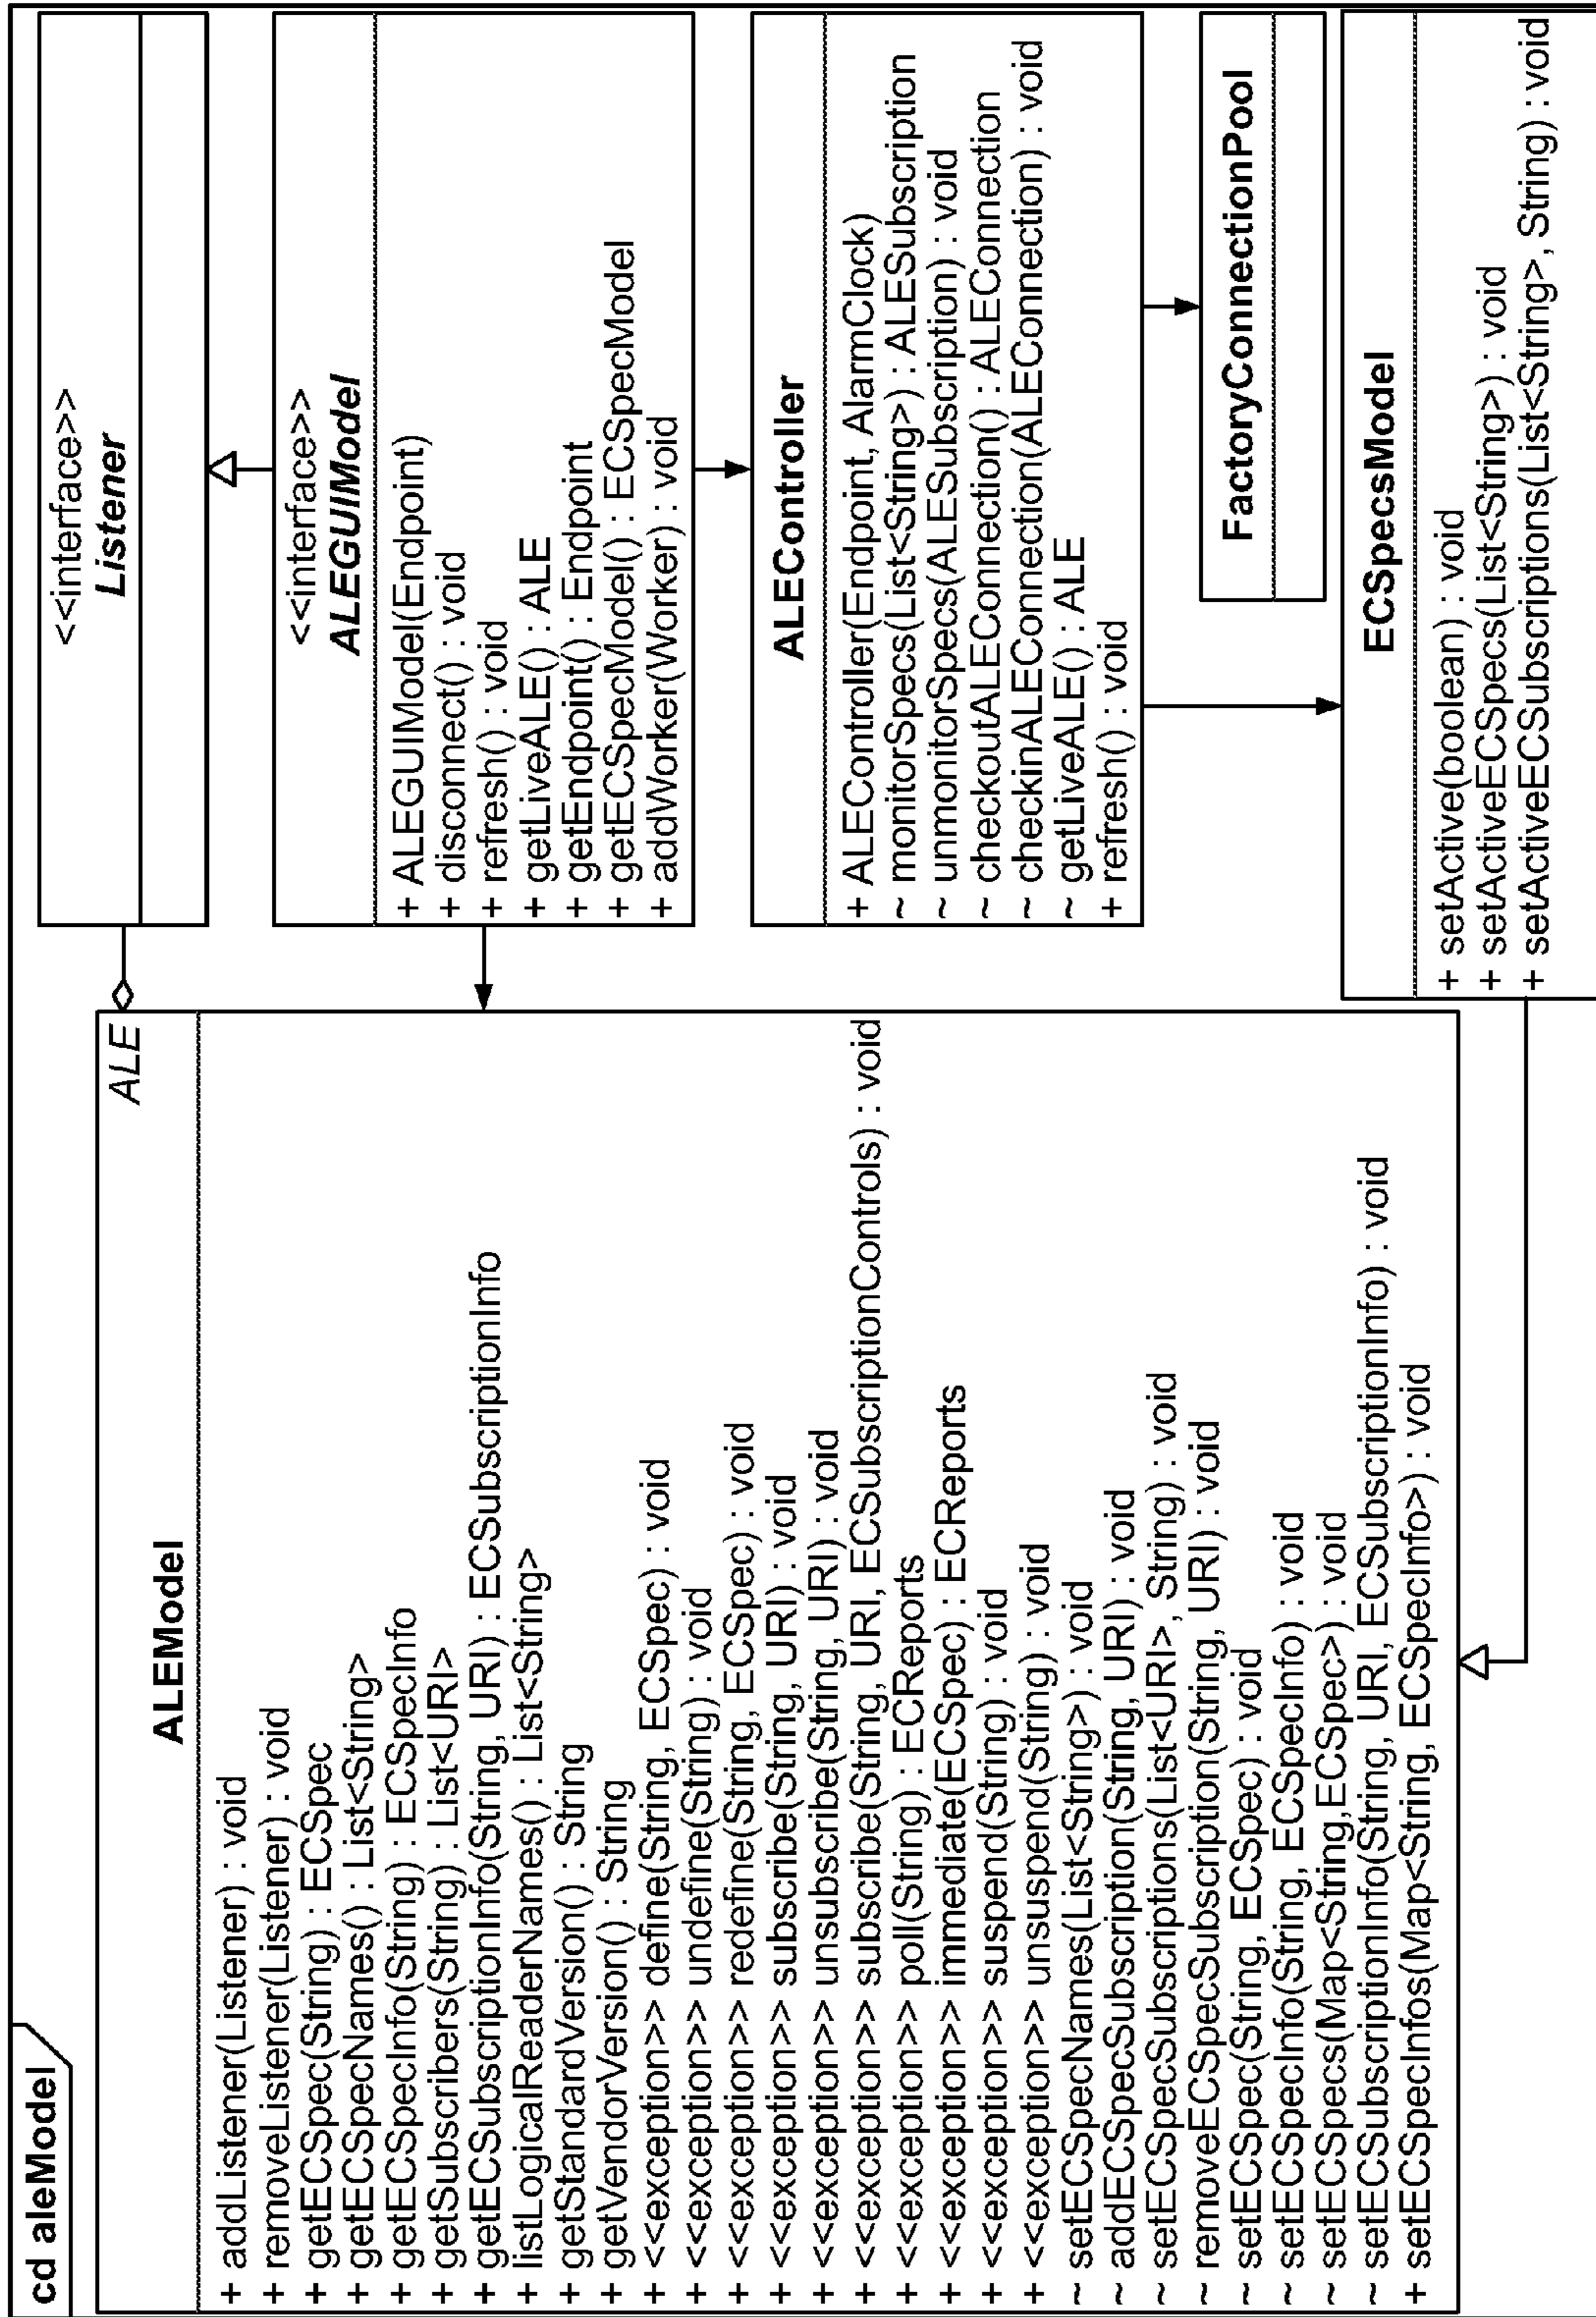 cd aleModel
ALE
ALEModel
+ addListener(Listener) : void
+ removeListener(Listener) : void
+ getECSpec(String) : ECSpec
+ getECSpecNames() : List<String>
+ getECSpecInfo(String) : ECSpecInfo
+ getSubscribers(String) : List<URI>
+ getECSubscriptionInfo(String, URI) : ECSubscriptionInfo
+ listLogicalReaderNames() : List<String>
+ getStandardVersion() : String
+ getVendorVersion() : String
+ <<exception>> define(String, ECSpec) : void
+ <<exception>> undefine(String) : void
+ <<exception>> redefine(String, ECSpec) : void
+ <<exception>> subscribe(String, URI) : void
+ <<exception>> unsubscribe(String, URI) : void
+ <<exception>> subscribe(String, URI, ECSubscriptionControls) : void
+ <<exception>> poll(String) : ECReports
+ <<exception>> immediate(ECSpec) : ECReports
+ <<exception>> suspend(String) : void
+ <<exception>> unsuspend(String) : void
~ setECSpecNames(List<String>) : void
~ addECSpecSubscription(String, URI) : void
~ setECSpecSubscriptions(List<URI>, String) : void
~ removeECSpecSubscription(String, URI) : void
~ setECSpec(String, ECSpec) : void
~ setECSpecInfo(String, ECSpecInfo) : void
~ setECSpecs(Map<String,ECSpec>) : void
~ setECSubscriptionInfo(String, URI, ECSubscriptionInfo) : void
+ setECSpecInfos(Map<String, ECSpecInfo>) : void
<<interface>>
Listener
<<interface>>
ALEGUIModel
+ ALEGUIModel(Endpoint)
+ disconnect() : void
+ refresh() : void
+ getLiveALE() : ALE
+ getEndpoint() : Endpoint
+ getECSpecModel() : ECSpecModel
+ addWorker(Worker) : void
ALEController
+ ALEController(Endpoint, AlarmClock)
~ monitorSpecs(List<String>) : ALESubscription
~ unmonitorSpecs(ALESubscription) : void
~ checkoutALEConnection() : ALEConnection
~ checkinALEConnection(ALEConnection) : void
~ getLiveALE() : ALE
+ refresh() : void
FactoryConnectionPool
ECSpecsModel
+ setActive(boolean) : void
+ setActiveECSpecs(List<String>) : void
+ setActiveECSubscriptions(List<String>, String) : void